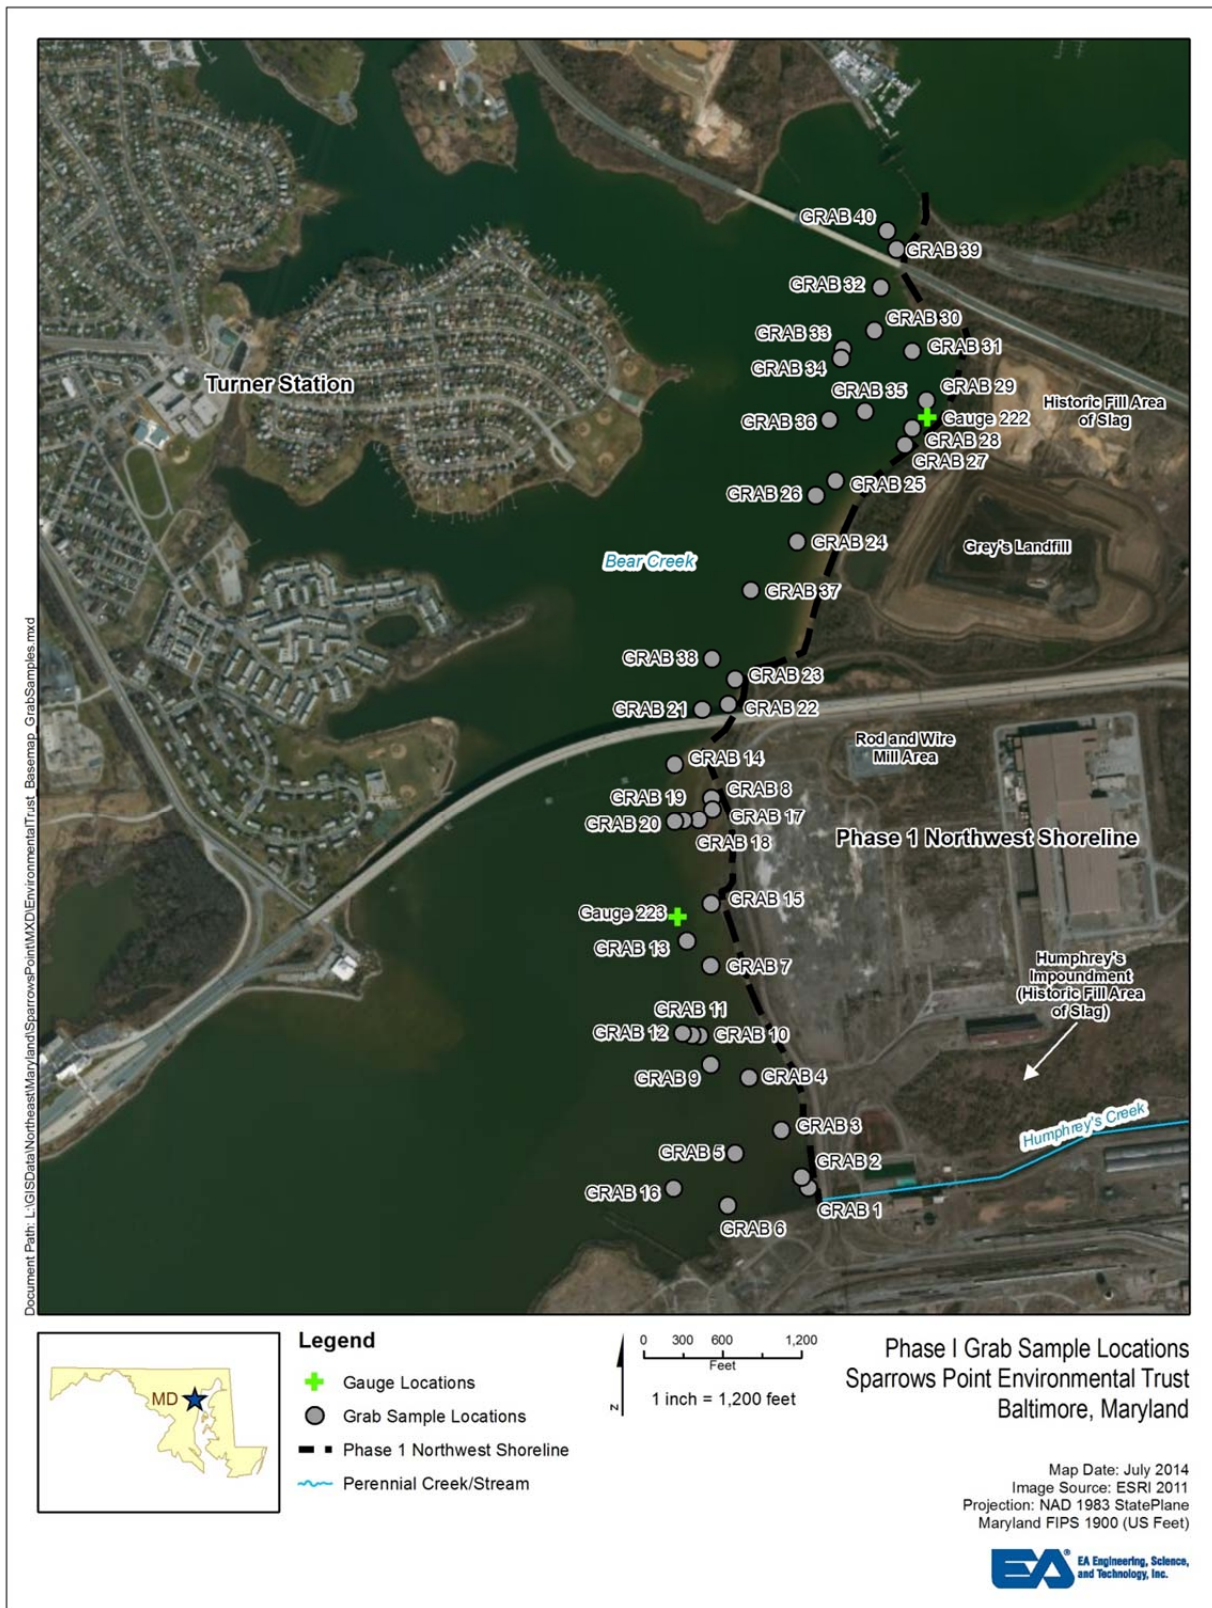 GRAB 40
GRAB 39
GRAB 32
GRAB 30
GRAB 33
GRAB 31
GRAB 34
Turner Station
GRAB 29
GRAB 35
Historic Fill Area
of Slag
GRAB 36
Gauge 222
GRAB 28
GRAB 27
GRAB 25
GRAB 26
GRAB 24
Grey's Landfill
Bear Creek
GRAB 37
GRAB 38
GRAB 23
GRAB 21
GRAB 22
Rod and Wire
Mill Area
GRAB 14
GRAB 8
GRAB 19
GRAB 17
GRAB 20
GRAB 18
Phase 1 Northwest Shoreline
GRAB 15
Gauge 223
GRAB 13
GRAB 7
Humphrey's
Impoundment
(Historic Fill Area
of Slag)
GRAB 11
GRAB 12
GRAB 10
GRAB 9
GRAB 4
GRAB 3
Humphrey's Creek
GRAB 5
GRAB 2
GRAB 16
GRAB 1
GRAB 6
Document Path: L:\GISData\Northeast\Maryland\SparrowsPoint\MXD\EnvironmentalTrust_Basemap_GrabSamples.mxd
MD
Legend
Gauge Locations
Grab Sample Locations
Phase 1 Northwest Shoreline
Perennial Creek/Stream
N
0 300 600 1,200
Feet
1 inch = 1,200 feet
Phase I Grab Sample Locations
Sparrows Point Environmental Trust
Baltimore, Maryland
Map Date: July 2014
Image Source: ESRI 2011
Projection: NAD 1983 StatePlane
Maryland FIPS 1900 (US Feet)
EA® EA Engineering, Science,
and Technology, Inc.